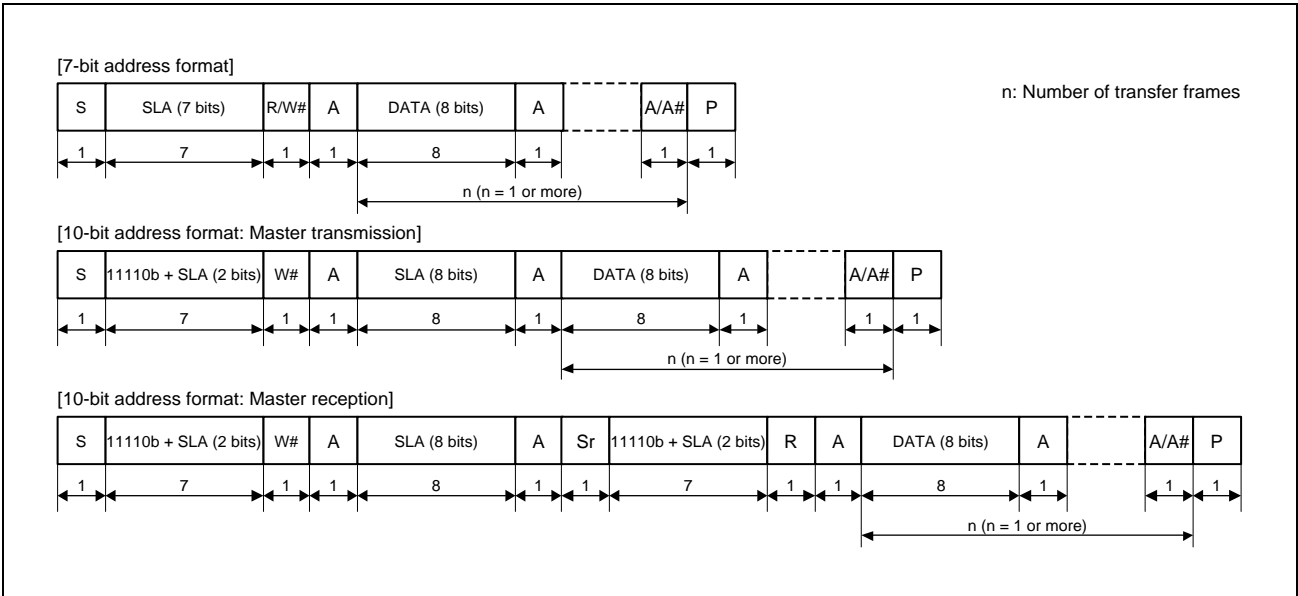 [7-bit address format]
n: Number of transfer frames
S SLA (7 bits) R/W# A DATA (8 bits) A A/A# P
1 7 1 1 8 1 1 1
n (n = 1 or more)
[10-bit address format: Master transmission]
S 11110b + SLA (2 bits) W# A SLA (8 bits) A DATA (8 bits) A A/A# P
1 7 1 1 8 1 8 1 1 1
n (n = 1 or more)
[10-bit address format: Master reception]
S 11110b + SLA (2 bits) W# A SLA (8 bits) A Sr 11110b + SLA (2 bits) R A DATA (8 bits) A A/A# P
1 7 1 1 8 1 1 7 1 1 8 1 1 1
n (n = 1 or more)